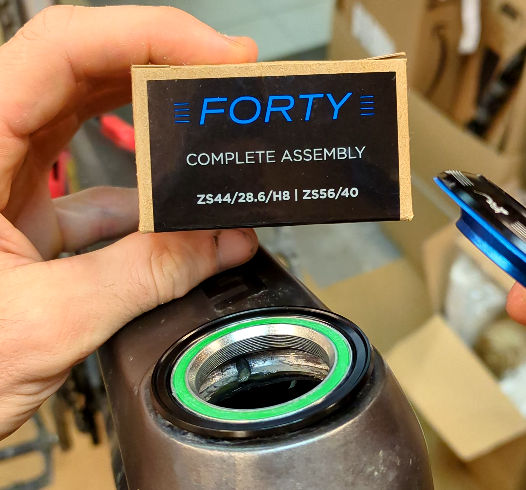 FORTY
COMPLETE ASSEMBLY
ZS44/28.6/H8 | ZS56/40